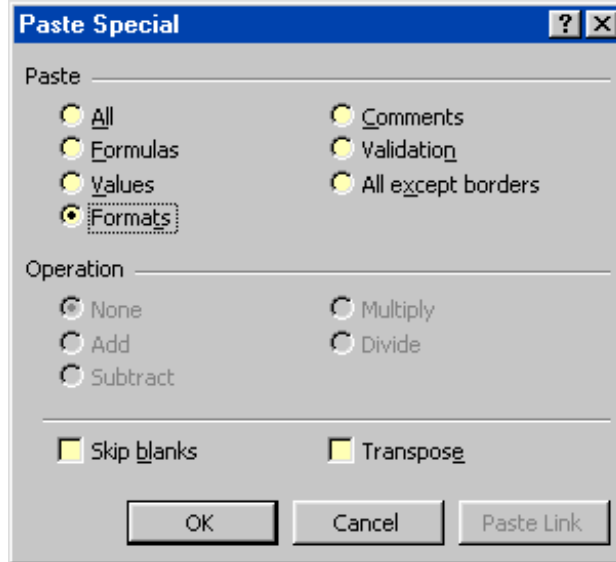 Paste Special
Paste
All
Comments
Formulas
Validation
Values
All except borders
Formats
Operation
None
Multiply
Add
Divide
Subtract
Skip blanks
Transpose
OK
Cancel
Paste Link